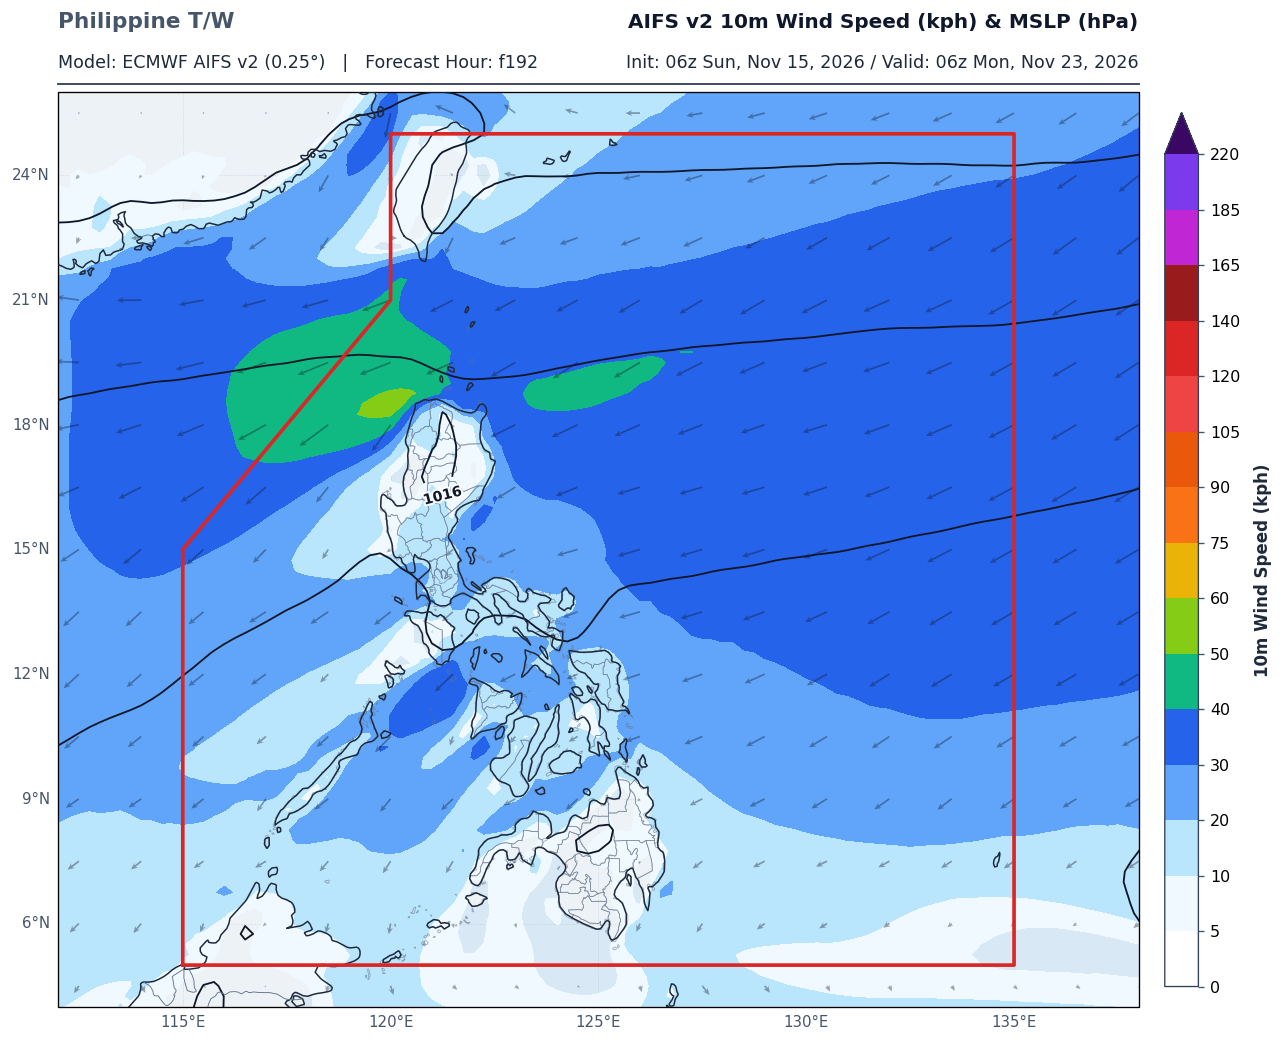 Philippine T/W
AIFS v2 10m Wind Speed (kph) & MSLP (hPa)
Model: ECMWF AIFS v2 (0.25°) | Forecast Hour: f192
Init: 06z Sun, Nov 15, 2026 / Valid: 06z Mon, Nov 23, 2026
24°N
21°N
18°N
15°N
12°N
9°N
6°N
115°E
120°E
125°E
130°E
135°E
1016
220
185
165
140
120
105
90
75
60
50
40
30
20
10
5
0
10m Wind Speed (kph)